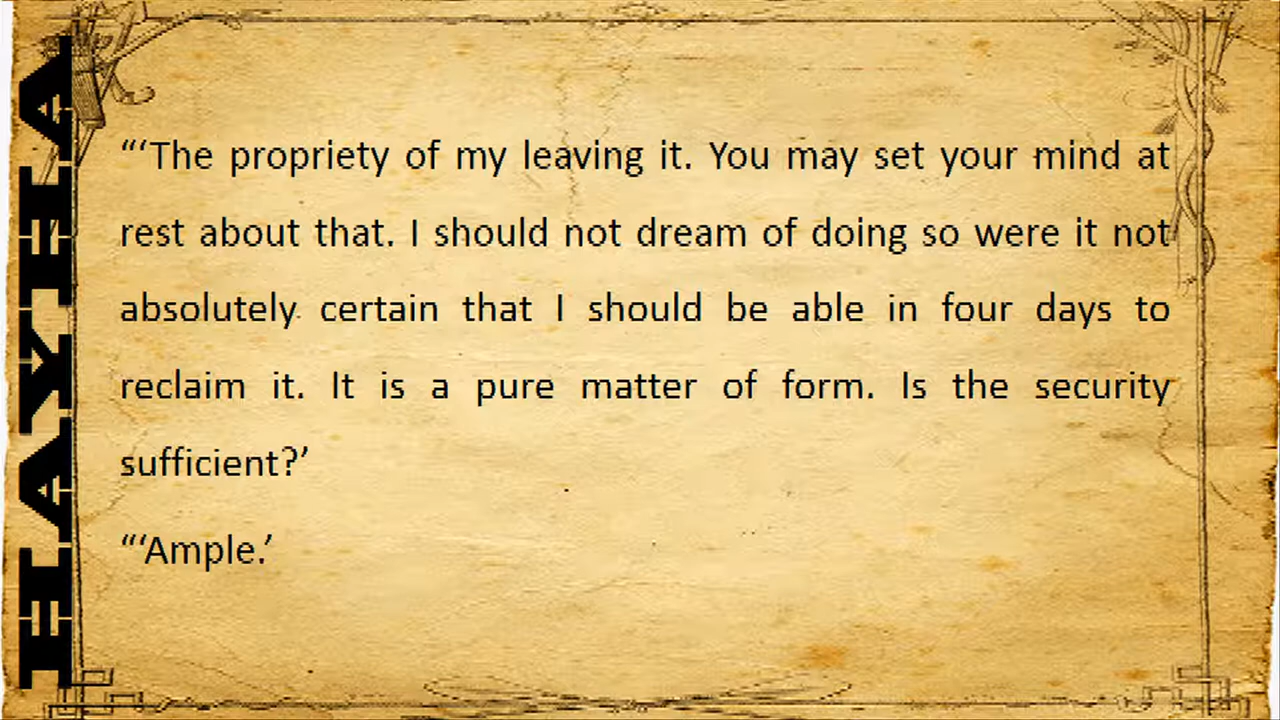 “‘The propriety of my leaving it. You may set your mind at
rest about that. I should not dream of doing so were it not
absolutely certain that I should be able in four days to
reclaim it. It is a pure matter of form. Is the security
sufficient?’
“‘Ample.’